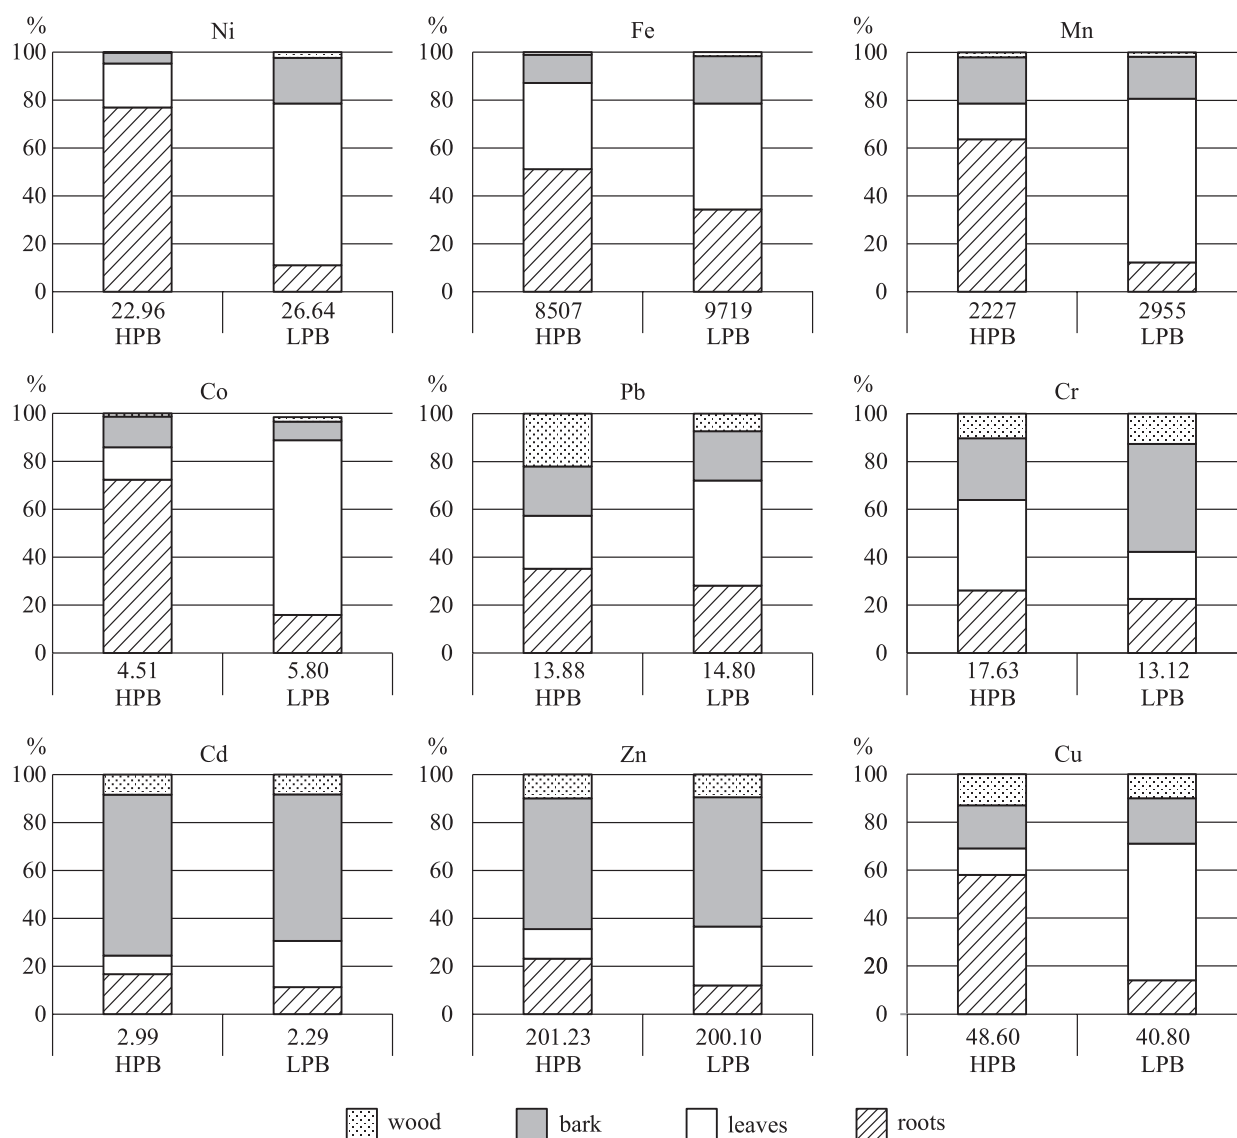 % Ni % Fe % Mn
100 100 100
80 80 80
60 60 60
40 40 40
20 20 20
0 0 0
22.96 26.64 8507 9719 2227 2955
HPB LPB HPB LPB HPB LPB
% Co % Pb % Cr
100 100 100
80 80 80
60 60 60
40 40 40
20 20 20
0 0 0
4.51 5.80 13.88 14.80 17.63 13.12
HPB LPB HPB LPB HPB LPB
% Cd % Zn % Cu
100 100 100
80 80 80
60 60 60
40 40 40
20 20 20
0 0 0
2.99 2.29 201.23 200.10 48.60 40.80
HPB LPB HPB LPB HPB LPB
wood bark leaves roots